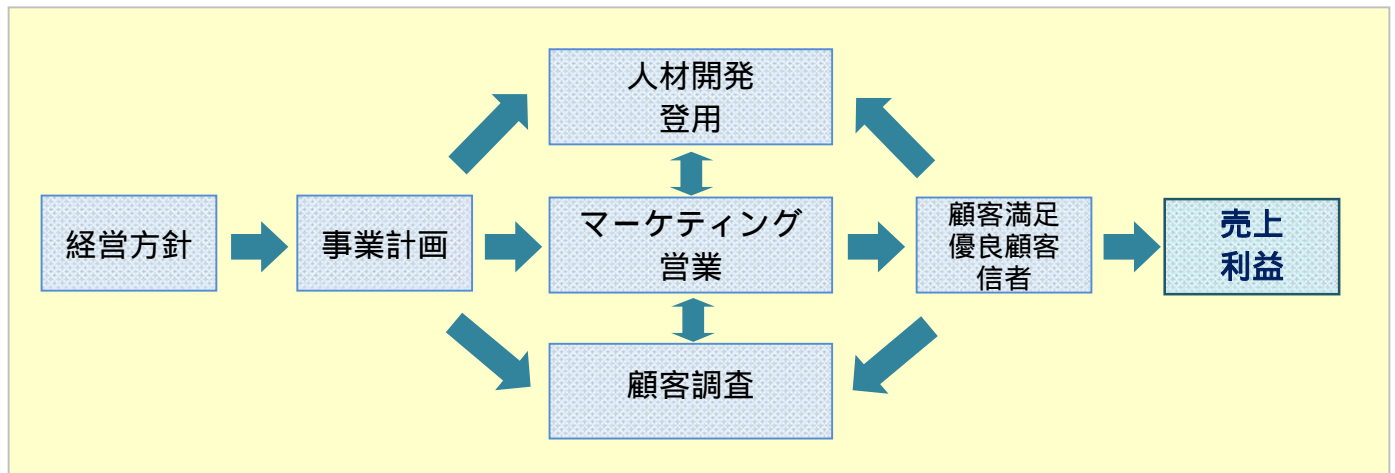 人材開発
登用
経営方針
事業計画
マーケティング
営業
顧客満足
優良顧客
信者
売上
利益
顧客調査